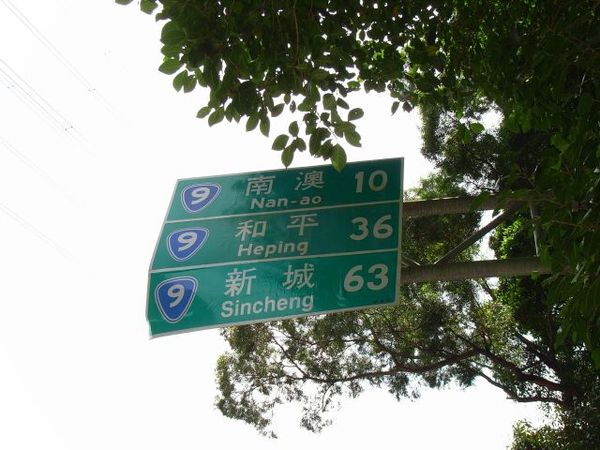 9 南澳 10
Nan-ao
9 和平 36
Heping
9 新城 63
Sincheng